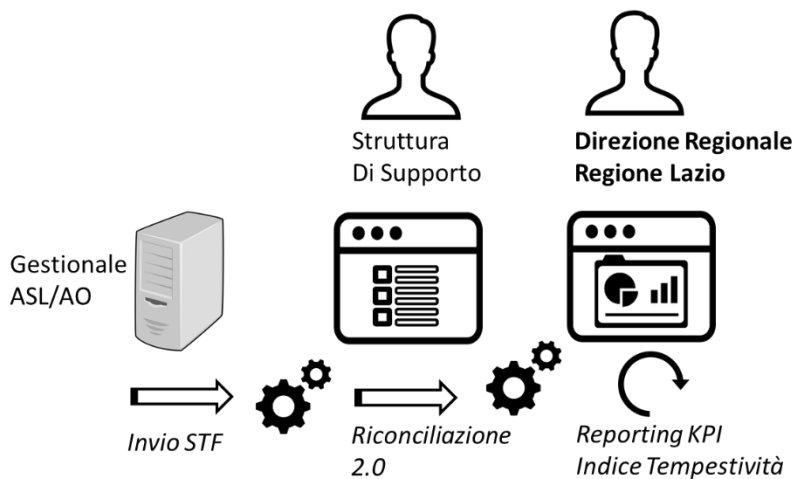 Struttura
Di Supporto
Direzione Regionale
Regione Lazio
Gestionale
ASL/AO
Invio STF
Riconciliazione
2.0
Reporting KPI
Indice Tempestività